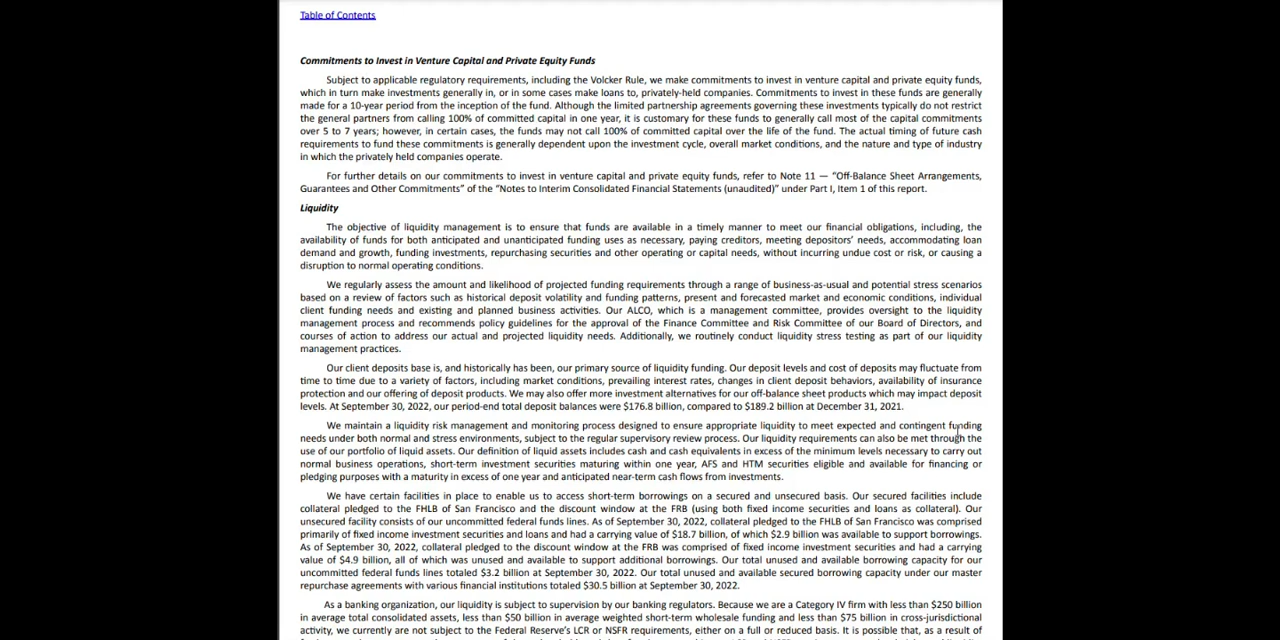 Table of Contents
Commitments to Invest in Venture Capital and Private Equity Funds
Subject to applicable regulatory requirements, including the Volcker Rule, we make commitments to invest in venture capital and private equity funds,
which in turn make investments generally in, or in some cases make loans to, privately-held companies. Commitments to invest in these funds are generally
made for a 10-year period from the inception of the fund. Although the limited partnership agreements governing these investments typically do not restrict
the general partners from calling 100% of committed capital in one year, it is customary for these funds to generally call most of the capital commitments
over 5 to 7 years; however, in certain cases, the funds may not call 100% of committed capital over the life of the fund. The actual timing of future cash
requirements to fund these commitments is generally dependent upon the investment cycle, overall market conditions, and the nature and type of industry
in which the privately held companies operate.
For further details on our commitments to invest in venture capital and private equity funds, refer to Note 11 — “Off-Balance Sheet Arrangements,
Guarantees and Other Commitments” of the “Notes to Interim Consolidated Financial Statements (unaudited)” under Part I, Item 1 of this report.
Liquidity
The objective of liquidity management is to ensure that funds are available in a timely manner to meet our financial obligations, including, the
availability of funds for both anticipated and unanticipated funding uses as necessary, paying creditors, meeting depositors’ needs, accommodating loan
demand and growth, funding investments, repurchasing securities and other operating or capital needs, without incurring undue cost or risk, or causing a
disruption to normal operating conditions.
We regularly assess the amount and likelihood of projected funding requirements through a range of business-as-usual and potential stress scenarios
based on a review of factors such as historical deposit volatility and funding patterns, present and forecasted market and economic conditions, individual
client funding needs and existing and planned business activities. Our ALCO, which is a management committee, provides oversight to the liquidity
management process and recommends policy guidelines for the approval of the Finance Committee and Risk Committee of our Board of Directors, and
courses of action to address our actual and projected liquidity needs. Additionally, we routinely conduct liquidity stress testing as part of our liquidity
management practices.
Our client deposits base is, and historically has been, our primary source of liquidity funding. Our deposit levels and cost of deposits may fluctuate from
time to time due to a variety of factors, including market conditions, prevailing interest rates, changes in client deposit behaviors, availability of insurance
protection and our offering of deposit products. We may also offer more investment alternatives for our off-balance sheet products which may impact deposit
levels. At September 30, 2022, our period-end total deposit balances were $176.8 billion, compared to $189.2 billion at December 31, 2021.
We maintain a liquidity risk management and monitoring process designed to ensure appropriate liquidity to meet expected and contingent funding
needs under both normal and stress environments, subject to the regular supervisory review process. Our liquidity requirements can also be met through the
use of our portfolio of liquid assets. Our definition of liquid assets includes cash and cash equivalents in excess of the minimum levels necessary to carry out
normal business operations, short-term investment securities maturing within one year, AFS and HTM securities eligible and available for financing or
pledging purposes with a maturity in excess of one year and anticipated near-term cash flows from investments.
We have certain facilities in place to enable us to access short-term borrowings on a secured and unsecured basis. Our secured facilities include
collateral pledged to the FHLB of San Francisco and the discount window at the FRB (using both fixed income securities and loans as collateral). Our
unsecured facility consists of our uncommitted federal funds lines. As of September 30, 2022, collateral pledged to the FHLB of San Francisco was comprised
primarily of fixed income investment securities and loans and had a carrying value of $18.7 billion, of which $2.9 billion was available to support borrowings.
As of September 30, 2022, collateral pledged to the discount window at the FRB was comprised of fixed income investment securities and had a carrying
value of $4.9 billion, all of which was unused and available to support additional borrowings. Our total unused and available borrowing capacity for our
uncommitted federal funds lines totaled $3.2 billion at September 30, 2022. Our total unused and available secured borrowing capacity under our master
repurchase agreements with various financial institutions totaled $30.5 billion at September 30, 2022.
As a banking organization, our liquidity is subject to supervision by our banking regulators. Because we are a Category IV firm with less than $250 billion
in average total consolidated assets, less than $50 billion in average weighted short-term wholesale funding and less than $75 billion in cross-jurisdictional
activity, we currently are not subject to the Federal Reserve’s LCR or NSFR requirements, either on a full or reduced basis. It is possible that, as a result of